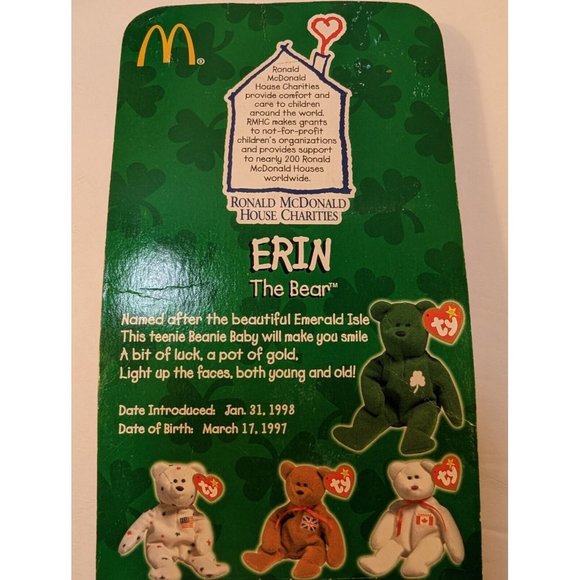 M®
Ronald
McDonald
House Charities
provide comfort and
care to children
around the world.
RMHC makes grants
to not-for-profit
children's organizations
and provides support
to nearly 200 Ronald
McDonald Houses
worldwide.
RONALD MCDONALD
HOUSE CHARITIES
ERIN
The Bear™
Named after the beautiful Emerald Isle
This teenie Beanie Baby will make you smile
A bit of luck, a pot of gold,
Light up the faces, both young and old!
Date Introduced: Jan. 31, 1998
Date of Birth: March 17, 1997
ty
ty
ty
ty